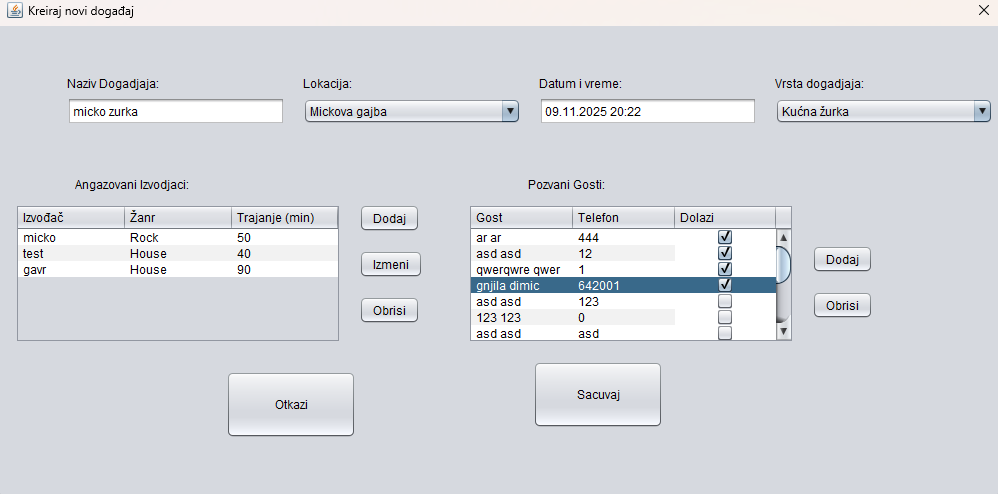 Kreiraj novi događaj
Naziv Dogadjaja: Lokacija: Datum i vreme: Vrsta dogadjaja:
micko zurka Mickova gajba 09.11.2025 20:22 Kućna žurka
Angazovani Izvodjaci: Pozvani Gosti:
Izvođač Žanr Trajanje (min)
micko Rock 50
test House 40
gavr House 90
Dodaj
Izmeni
Obrisi
Gost Telefon Dolazi
ar ar 444
asd asd 12
qwerqwre qwer 1
gnjila dimic 642001
asd asd 123
123 123 0
asd asd asd
Dodaj
Obrisi
Otkazi
Sacuvaj